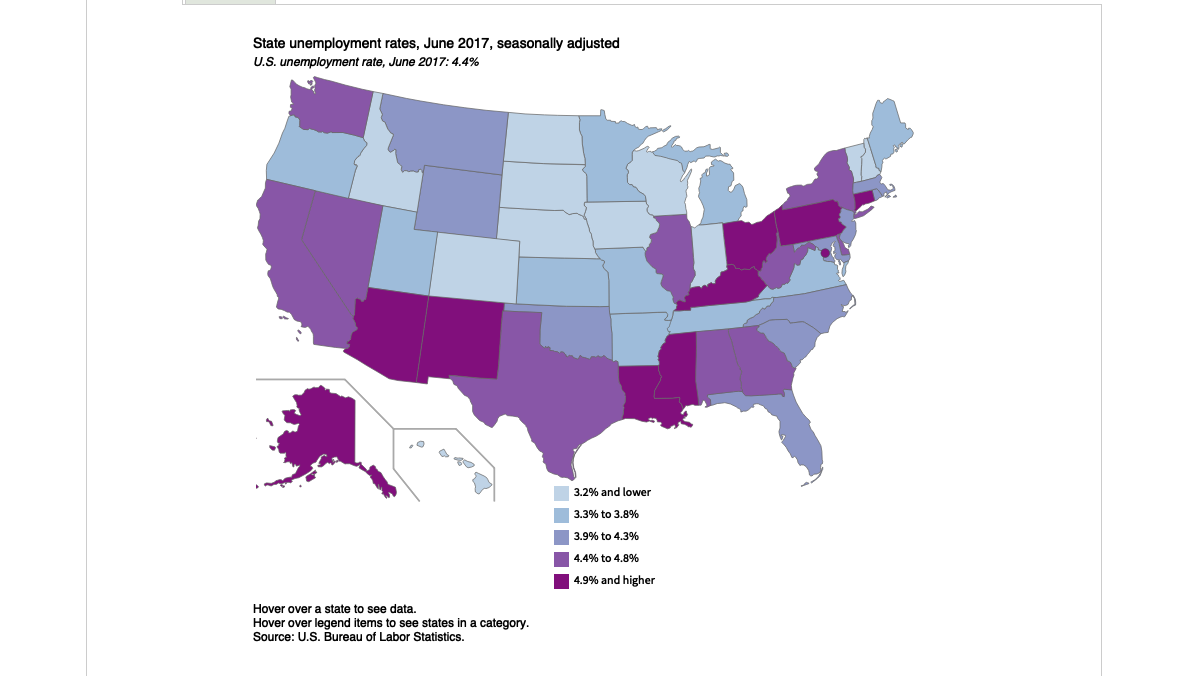 State unemployment rates, June 2017, seasonally adjusted
U.S. unemployment rate, June 2017: 4.4%
3.2% and lower
3.3% to 3.8%
3.9% to 4.3%
4.4% to 4.8%
4.9% and higher
Hover over a state to see data.
Hover over legend items to see states in a category.
Source: U.S. Bureau of Labor Statistics.